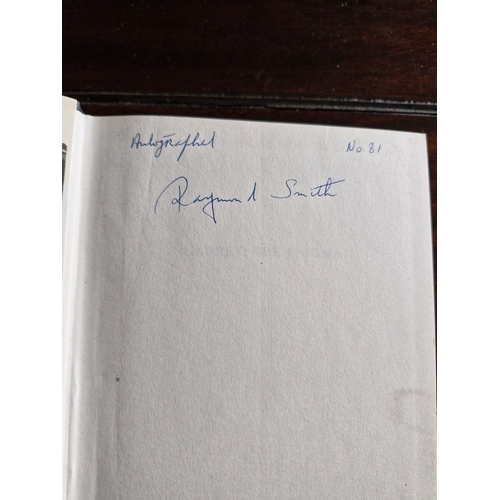 Autographed No 81
Raymond Smith